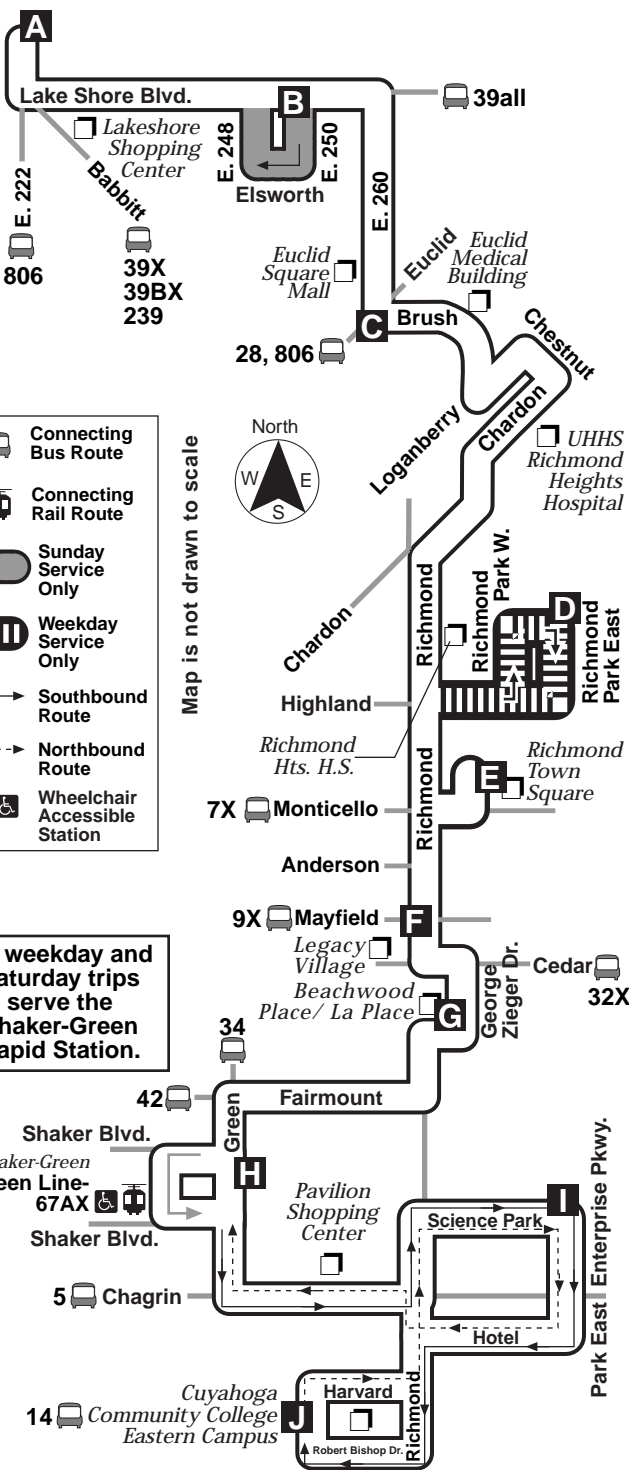 A
Lake Shore Blvd.
B
39all
Lakeshore
Shopping
Center
E. 248
E. 250
Elsworth
E. 222
Babbitt
806
39X
39BX
239
E. 260
Euclid
Square
Mall
Euclid
Euclid
Medical
Building
C
Brush
28, 806
Chestnut
Chardon
Loganberry
UHHS
Richmond
Heights
Hospital
North
W
E
S
Connecting
Bus Route
Connecting
Rail Route
Sunday
Service
Only
Weekday
Service
Only
Southbound
Route
Northbound
Route
Wheelchair
Accessible
Station
Map is not drawn to scale
Chardon
Richmond
Richmond
Park W.
D
Richmond
Park East
Highland
Richmond
Hts. H.S.
Richmond
E
Richmond
Town
Square
7X
Monticello
Anderson
9X
Mayfield
F
Legacy
Village
Beachwood
Place/ La Place
G
George
Zieger Dr.
Cedar
32X
weekday and
aturday trips
serve the
haker-Green
apid Station.
34
42
Fairmount
Green
Shaker Blvd.
aker-Green
een Line-
67AX
Shaker Blvd.
H
Pavilion
Shopping
Center
Science Park
I
Park East
Enterprise Pkwy.
5
Chagrin
Hotel
Richmond
14
Cuyahoga
Community College
Eastern Campus
J
Harvard
Robert Bishop Dr.